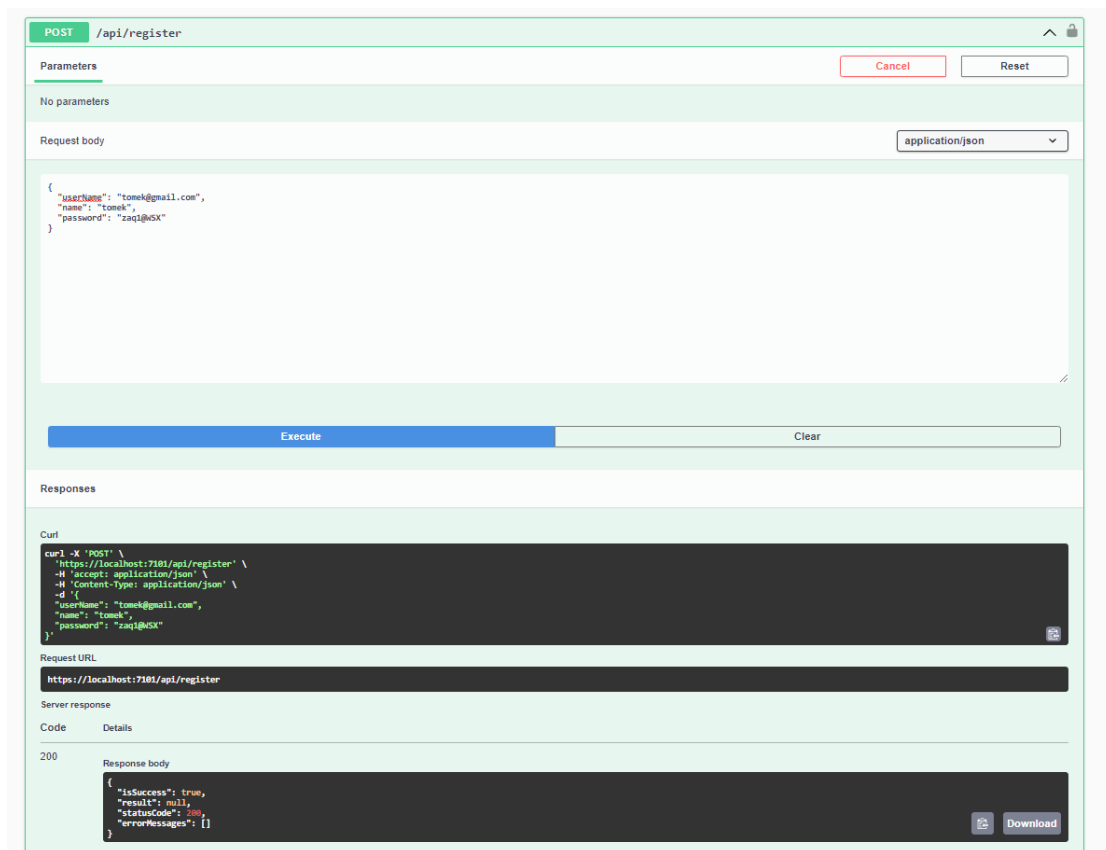 POST /api/register
Parameters
Cancel
Reset
No parameters
Request body
application/json
{
"userName": "tomek@gmail.com",
"name": "tomek",
"password": "zaq1@WSX"
}
Execute
Clear
Responses
Curl
curl -X 'POST' \
'https://localhost:7101/api/register' \
-H 'accept: application/json' \
-H 'Content-Type: application/json' \
-d '{
"userName": "tomek@gmail.com",
"name": "tomek",
"password": "zaq1@WSX"
}'
Request URL
https://localhost:7101/api/register
Server response
Code Details
200
Response body
{
"isSuccess": true,
"result": null,
"statusCode": 200,
"errorMessages": []
}
Download